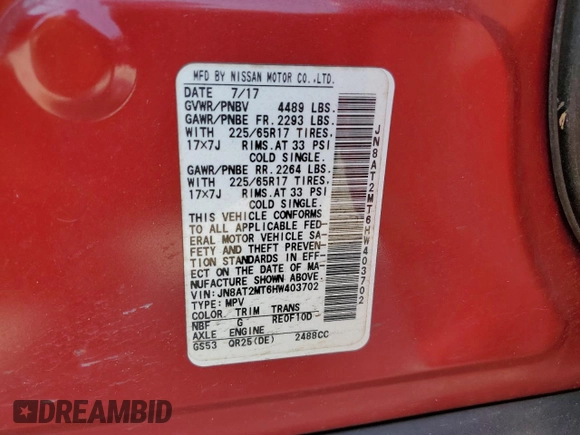 MFD BY NISSAN MOTOR CO.,LTD.
DATE 7/17
GVWR/PNBV 4489 LBS.
GAWR/PNBE FR. 2293 LBS.
WITH 225/65R17 TIRES.
17×7J RIMS.AT 33 PSI
COLD SINGLE.
GAWR/PNBE RR. 2264 LBS.
WITH 225/65R17 TIRES.
17×7J RIMS.AT 33 PSI
COLD SINGLE.
THIS VEHICLE CONFORMS
TO ALL APPLICABLE FED-
ERAL MOTOR VEHICLE SA-
FETY AND THEFT PREVEN-
TION STANDARDS IN EFF-
ECT ON THE DATE OF MA-
NUFACTURE SHOWN ABOVE.
VIN:JN8AT2MT6HW403702
TYPE:MPV
COLOR TRIM TRANS
NBF G RE0F10D
AXLE ENGINE
GS53 QR25(DE) 2488CC
JN8AT2MT6HW403702
DREAMBID